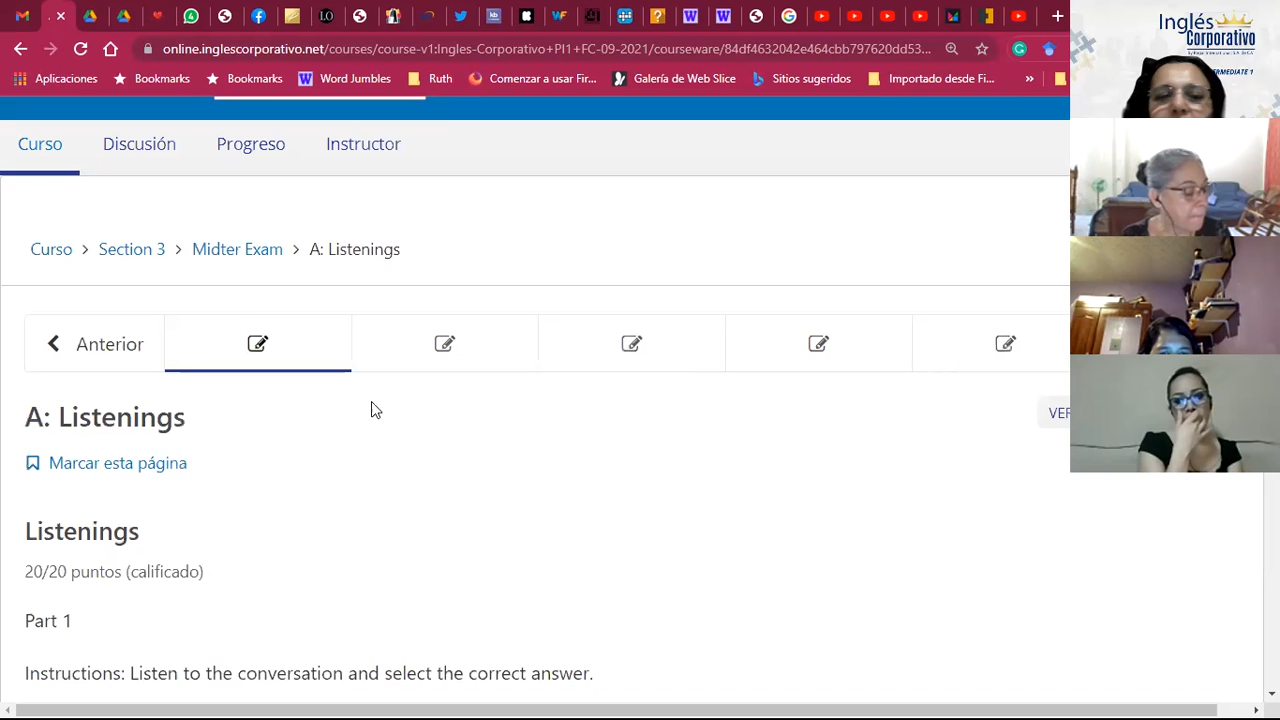 online.inglescorporativo.net/courses/course-v1:Ingles-Corporativo+PI1+FC-09-2021/courseware/84df4632042e464cbb797620dd53...
Aplicaciones Bookmarks Bookmarks Word Jumbles Ruth Comenzar a usar Fir... Galería de Web Slice Sitios sugeridos Importado desde Fi... »
Inglés
Corporativo
INTERMEDIATE 1
Curso Discusión Progreso Instructor
Curso > Section 3 > Midter Exam > A: Listenings
Anterior
A: Listenings
VER
Marcar esta página
Listenings
20/20 puntos (calificado)
Part 1
Instructions: Listen to the conversation and select the correct answer.